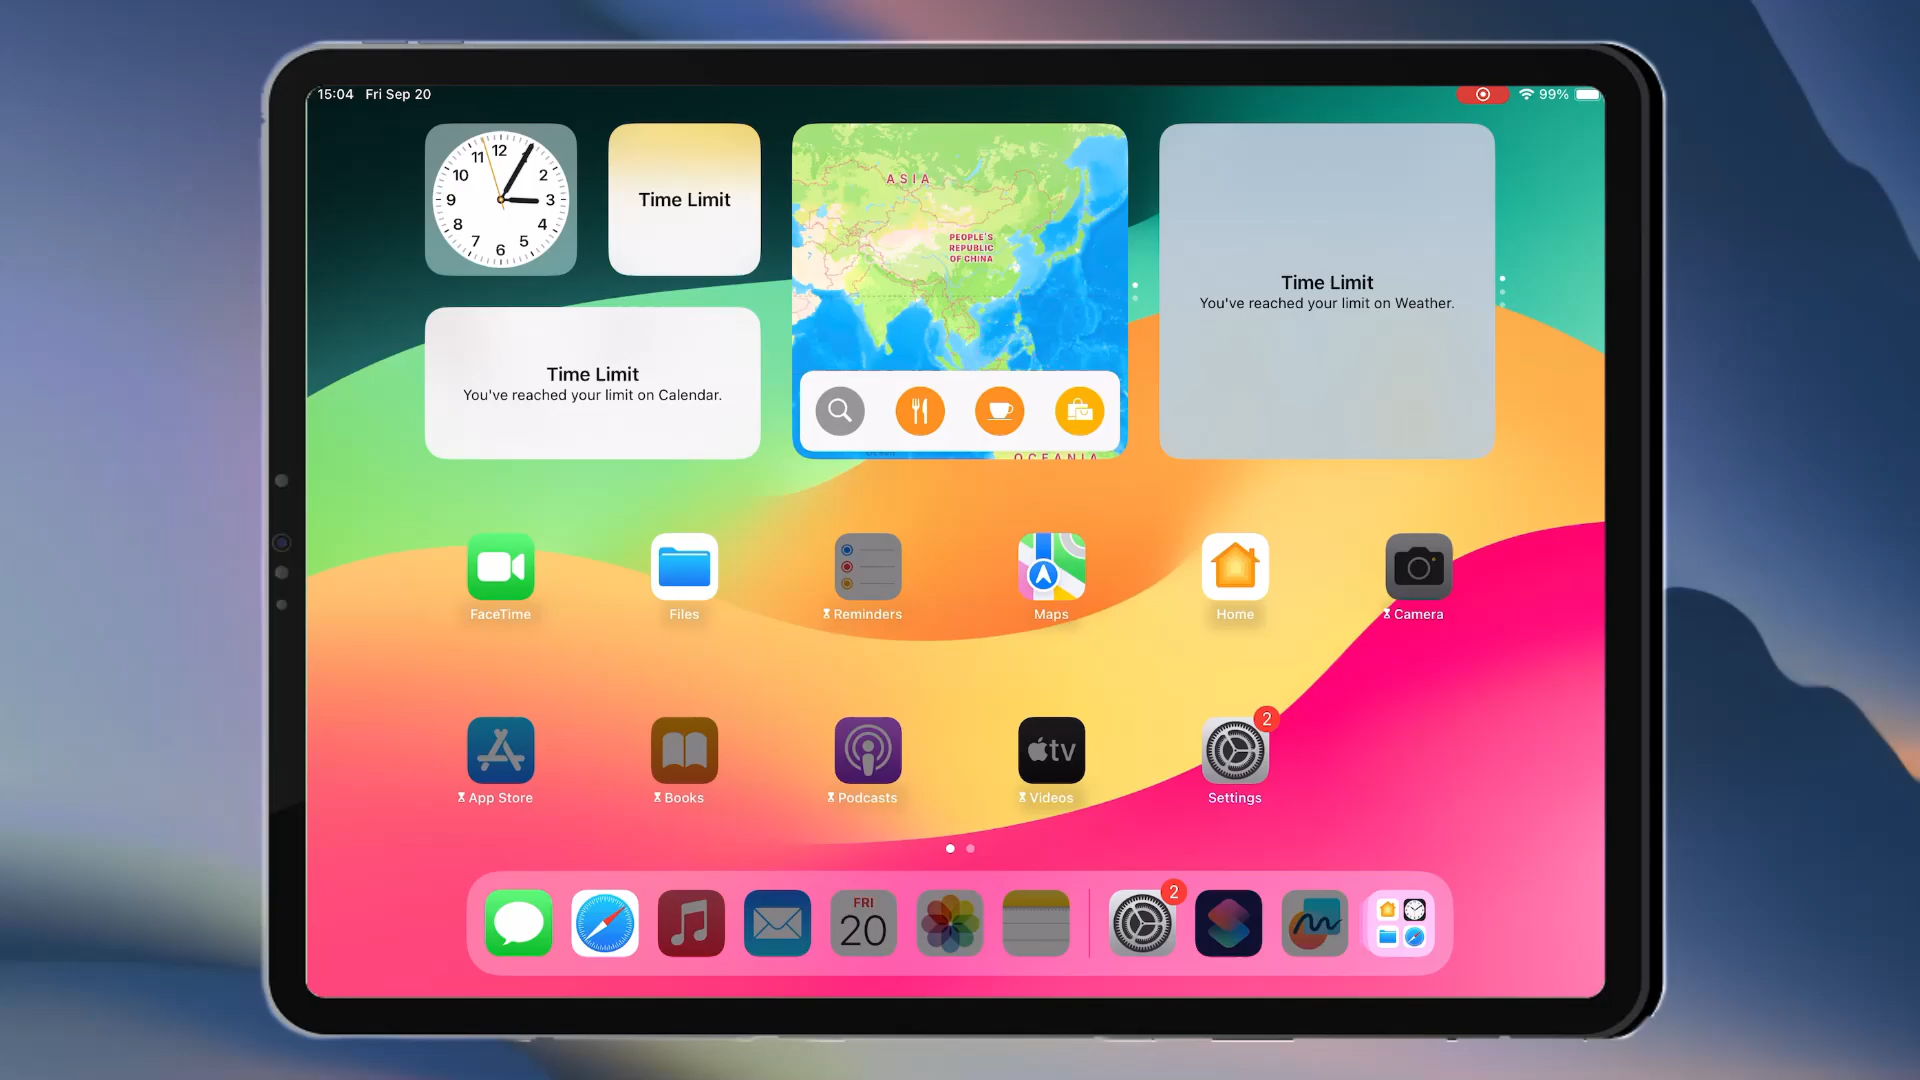 15:04 Fri Sep 20
99%
12
11
10
2
9
3
8
4
7
5
6
Time Limit
ASIA
PEOPLE'S
REPUBLIC
OF CHINA
OCEANIA
Time Limit
You've reached your limit on Weather.
Time Limit
You've reached your limit on Calendar.
FaceTime
Files
Reminders
Maps
Home
Camera
2
tv
App Store
Books
Podcasts
Videos
Settings
FRI
20
2